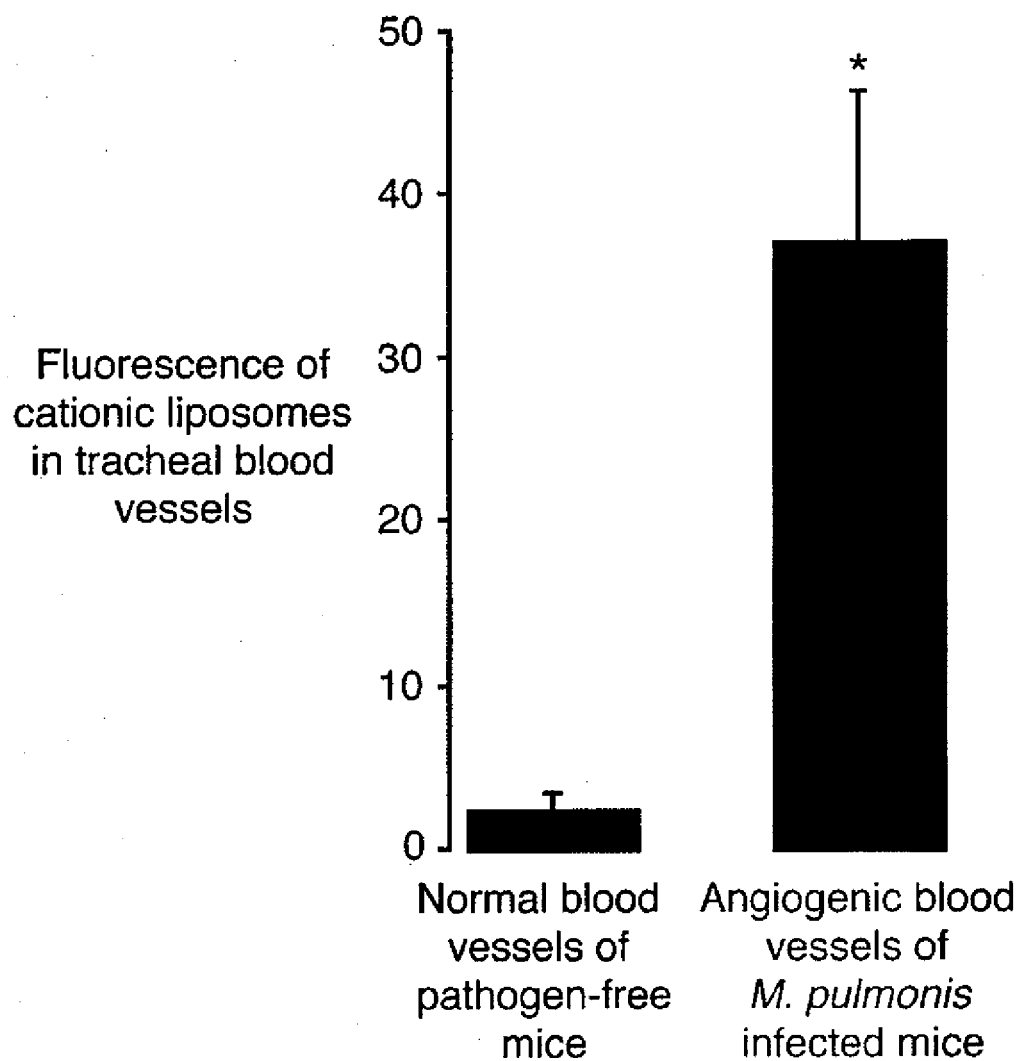 50
40
30
20
10
0
*
Fluorescence of
cationic liposomes
in tracheal blood
vessels
Normal blood
vessels of
pathogen-free
mice
Angiogenic blood
vessels of
M. pulmonis
infected mice